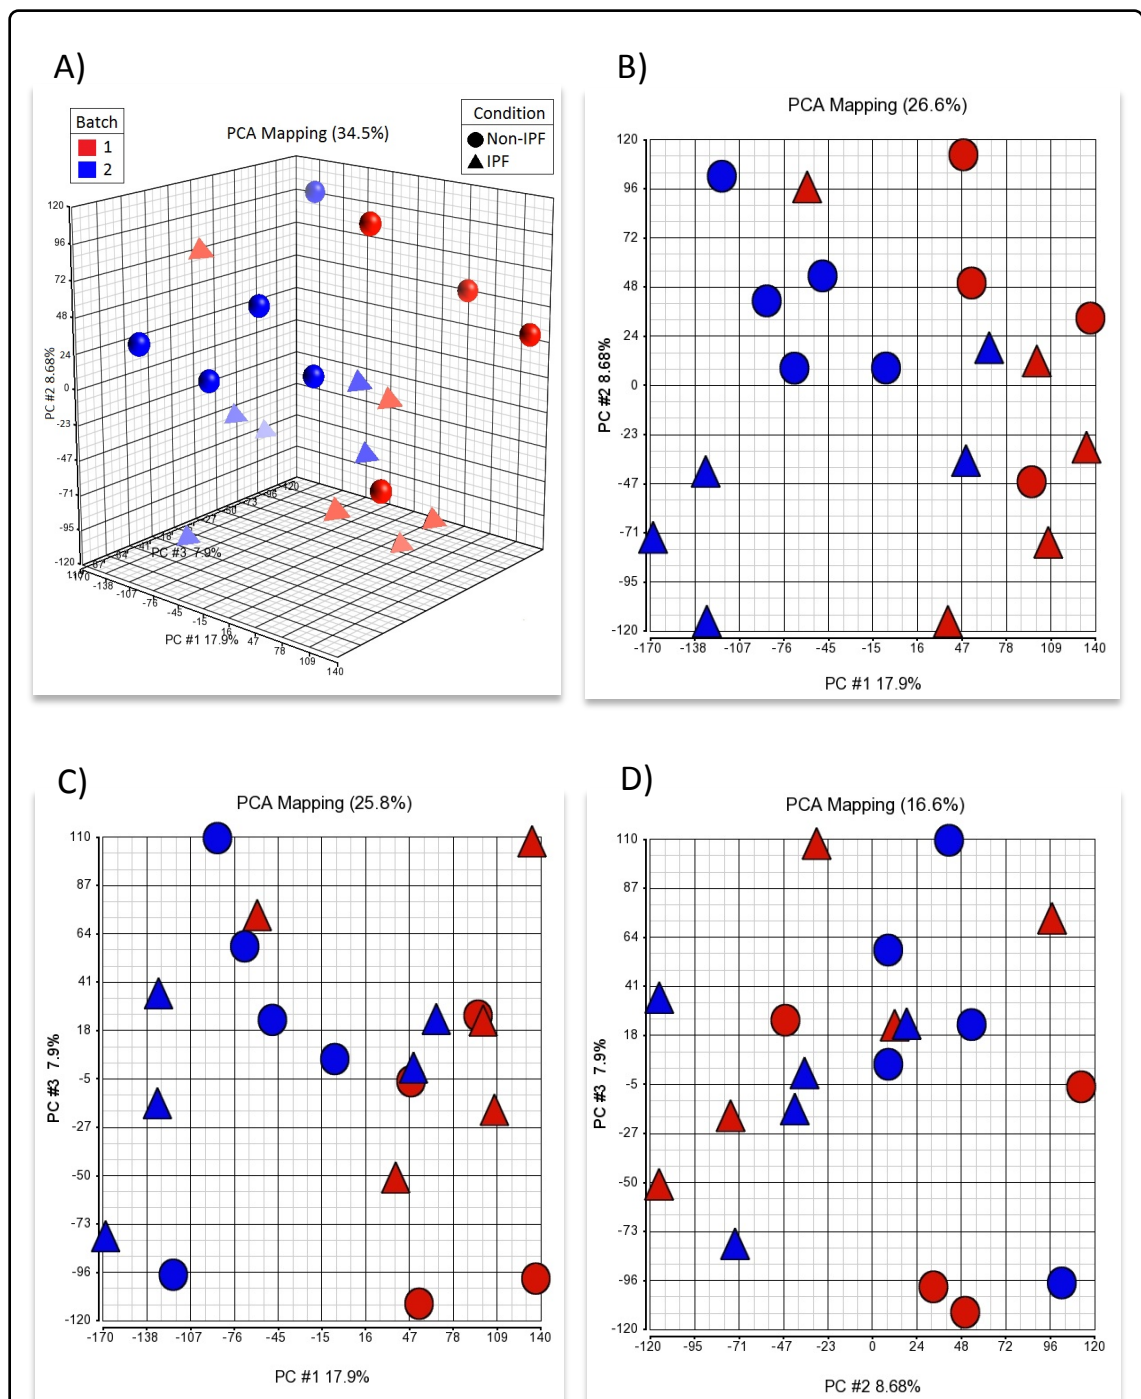 A)
Batch
1
2
PCA Mapping (34.5%)
Condition
Non-IPF
IPF
120
96
72
48
24
0
-23
-47
-71
-95
-120
PC #2 8.68%
PC #3 7.9%
-170
-138
-107
-76
-45
-15
16
47
78
109
140
PC #1 17.9%
B)
PCA Mapping (26.6%)
120
96
72
48
24
0
-23
-47
-71
-95
-120
PC #2 8.68%
-170 -138 -107 -76 -45 -15 16 47 78 109 140
PC #1 17.9%
C)
PCA Mapping (25.8%)
110
87
64
41
18
-5
-27
-50
-73
-96
-120
PC #3 7.9%
-170 -138 -107 -76 -45 -15 16 47 78 109 140
PC #1 17.9%
D)
PCA Mapping (16.6%)
110
87
64
41
18
-5
-27
-50
-73
-96
-120
PC #3 7.9%
-120 -95 -71 -47 -23 0 24 48 72 96 120
PC #2 8.68%